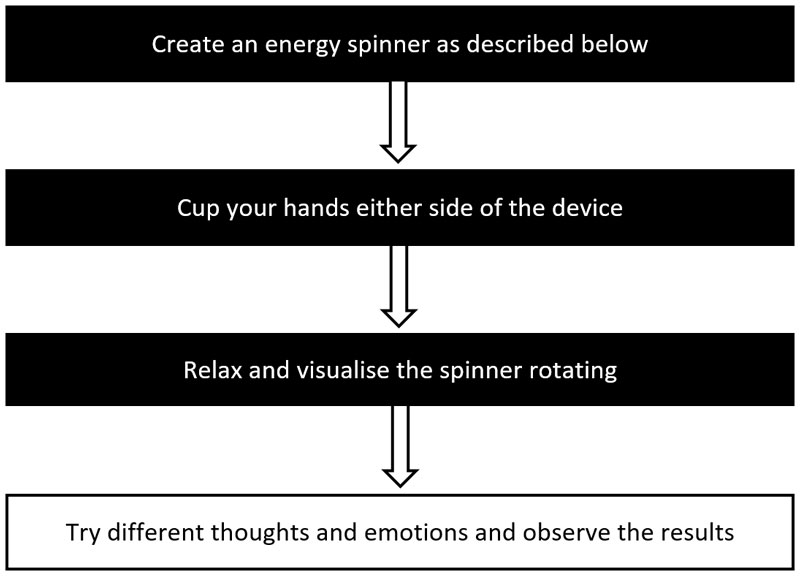 Create an energy spinner as described below
Cup your hands either side of the device
Relax and visualise the spinner rotating
Try different thoughts and emotions and observe the results